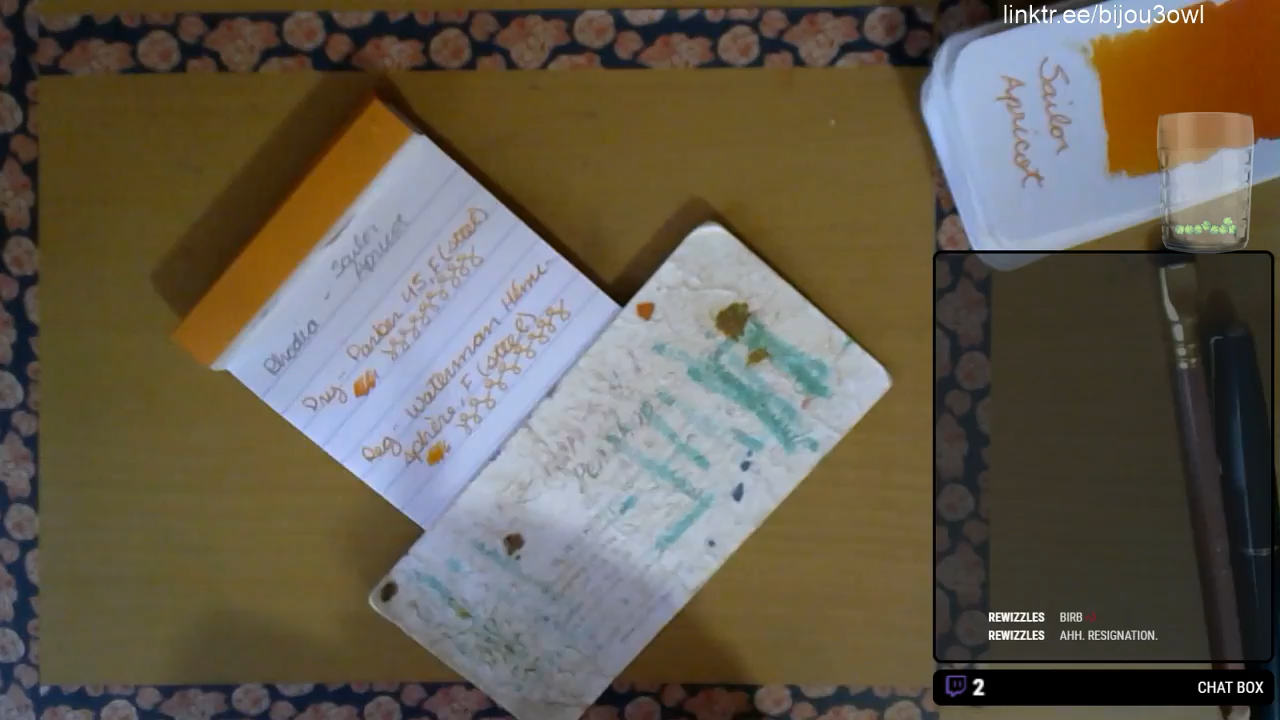 linktr.ee/bijou3owl
Sailor
Apricot
Rhodia - Sailor
Apricot
Dry - Parker 45, F (steel)
Reg - Waterman Hémi-
sphère, F (steel)
REWIZZLES BIRB
REWIZZLES AHH. RESIGNATION.
2 CHAT BOX